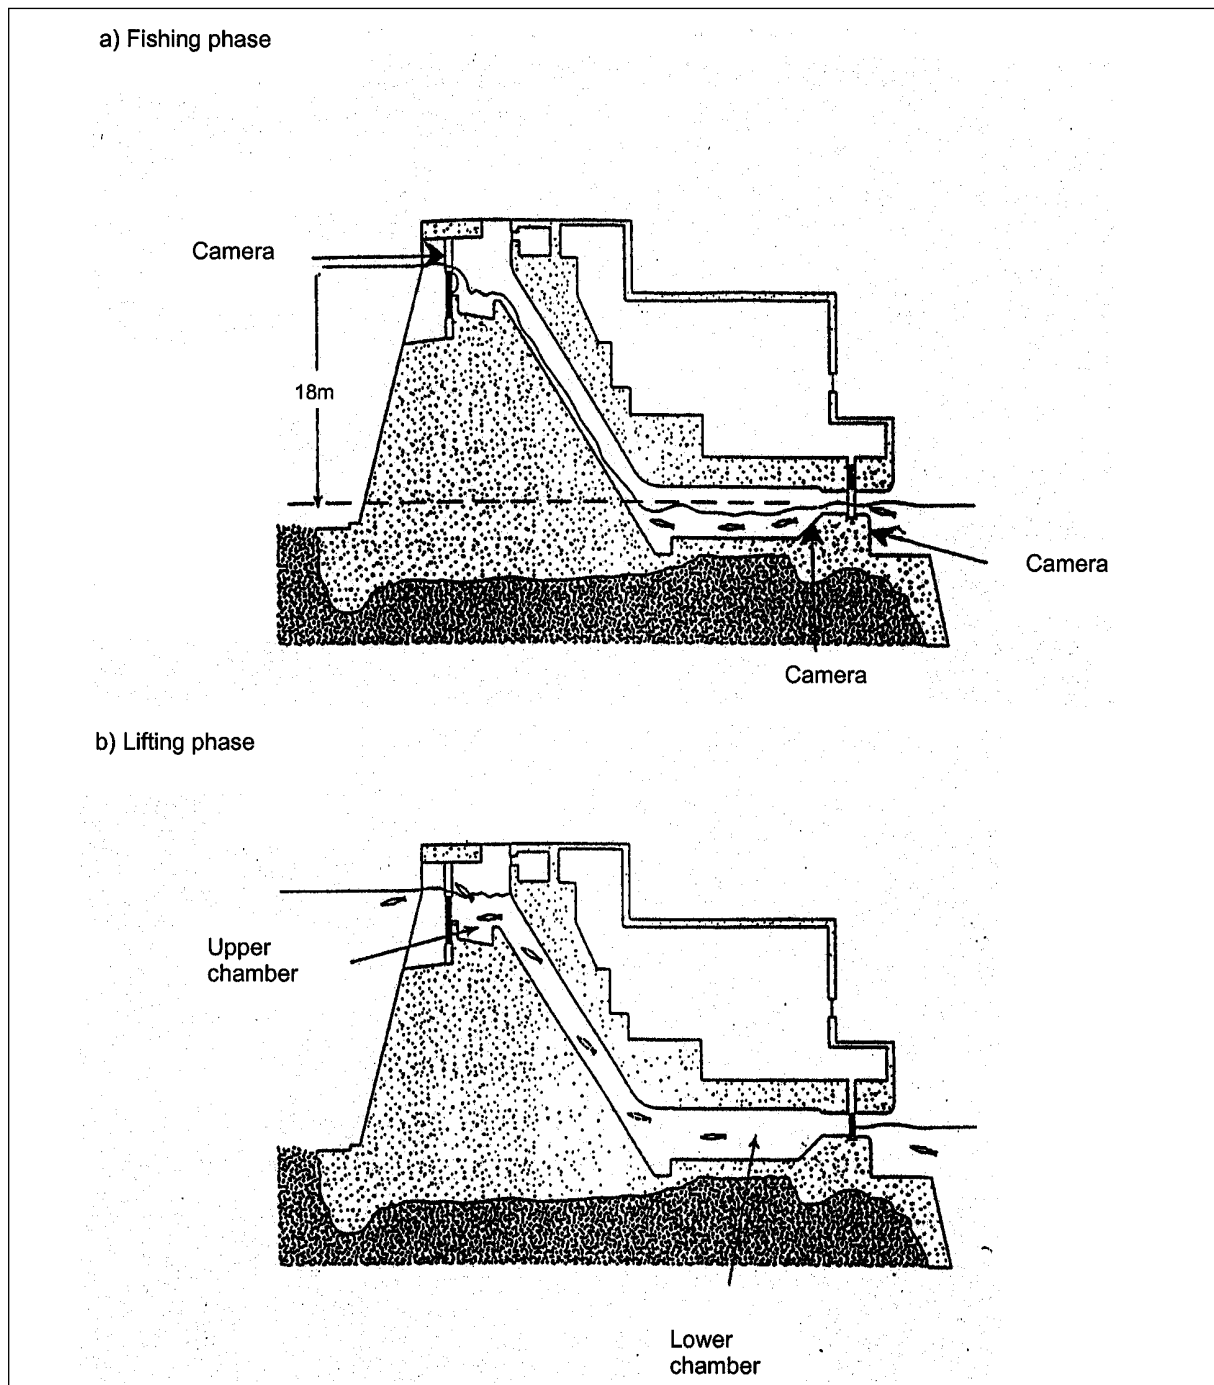 a) Fishing phase
Camera
18m
Camera
Camera
b) Lifting phase
Upper
chamber
Lower
chamber